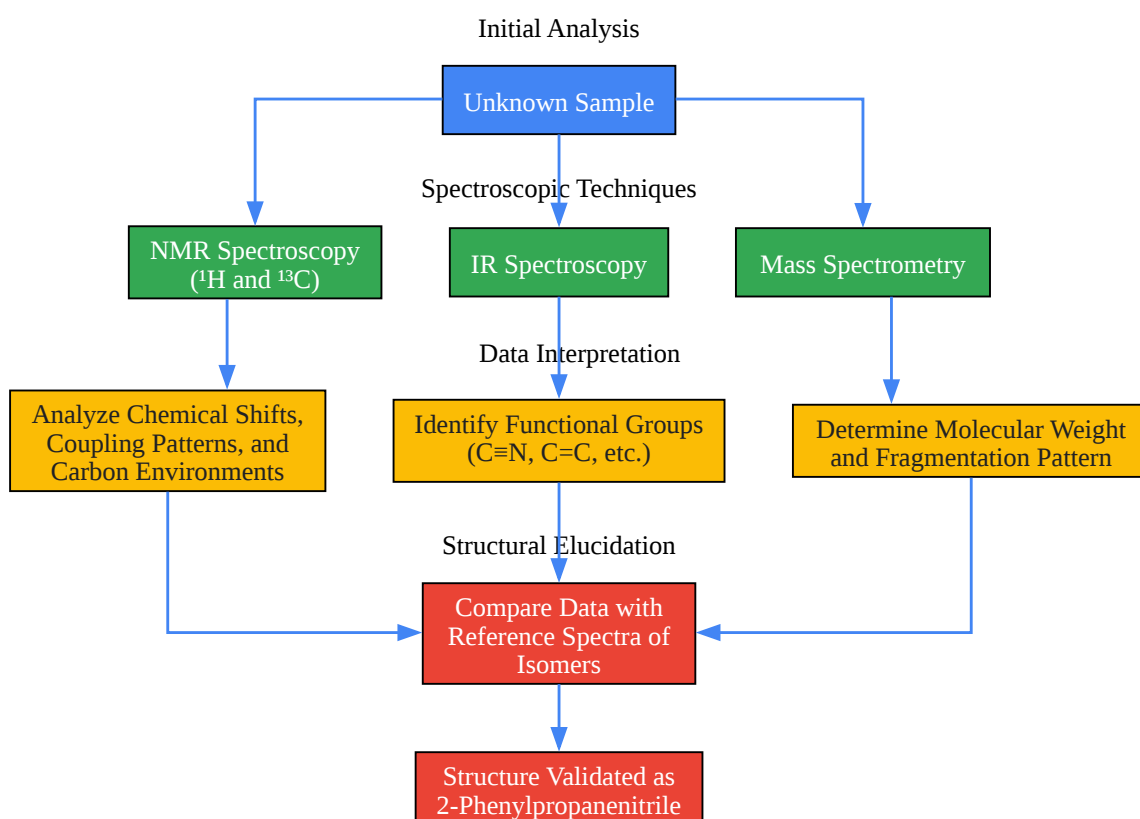 Initial Analysis
Unknown Sample
Spectroscopic Techniques
NMR Spectroscopy
(¹H and ¹³C)
IR Spectroscopy
Mass Spectrometry
Data Interpretation
Analyze Chemical Shifts,
Coupling Patterns, and
Carbon Environments
Identify Functional Groups
(C≡N, C=C, etc.)
Determine Molecular Weight
and Fragmentation Pattern
Structural Elucidation
Compare Data with
Reference Spectra of
Isomers
Structure Validated as
2-Phenylpropanenitrile